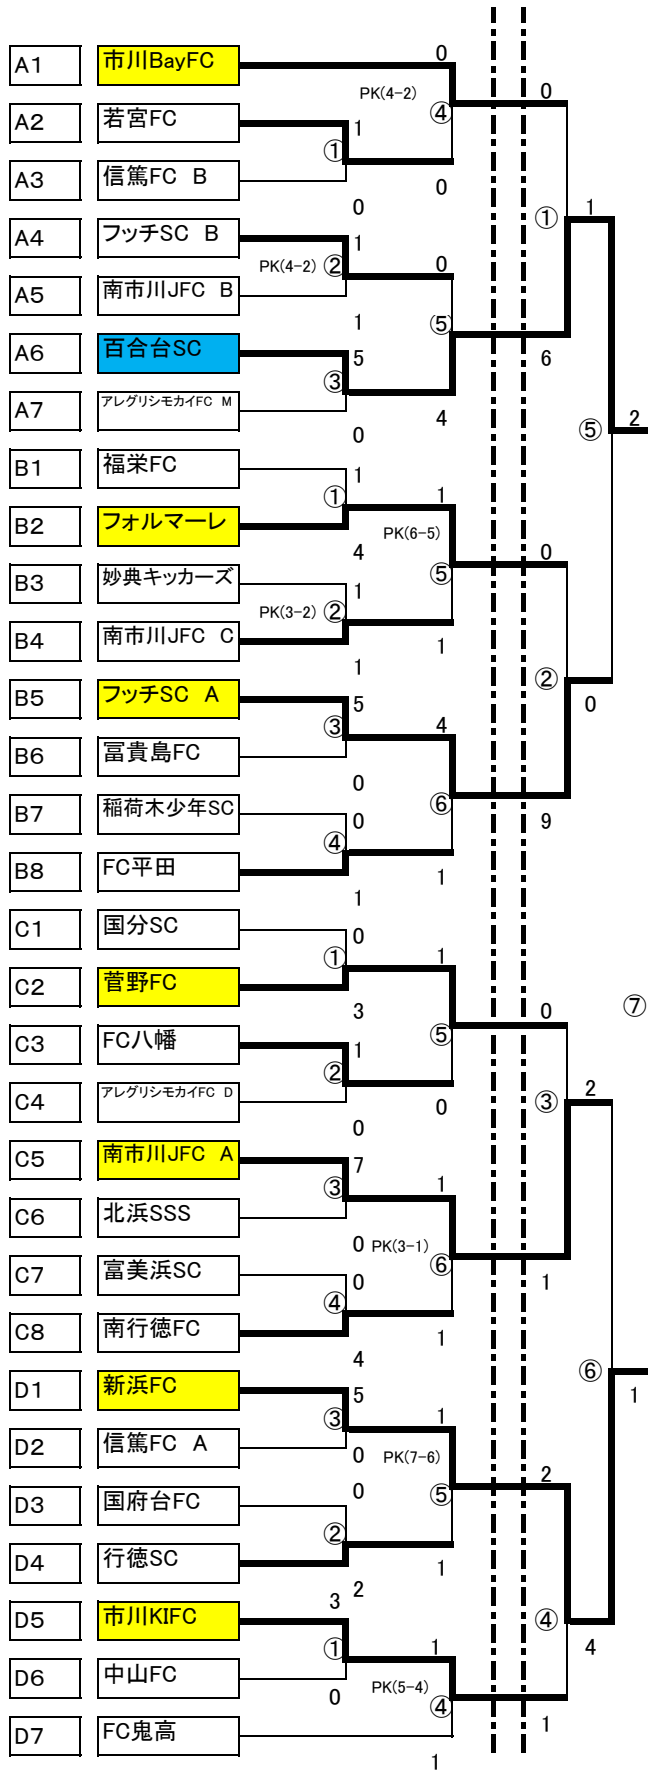 A1 市川BayFC 0
PK(4-2) ④ 0
A2 若宮FC 1
①
A3 信篤FC B 0
0
A4 フッチSC B 1
① 1
PK(4-2) ② 0
A5 南市川JFC B 1
⑤
A6 百合台SC 5
6
③
A7 アレグリシモカイFC M 0
4
⑤ 2
B1 福栄FC 1
① 1
B2 フォルマーレ 4
PK(6-5) 0
⑤
B3 妙典キッカーズ 1
PK(3-2) ②
B4 南市川JFC C 1
1
② 0
B5 フッチSC A 5
③ 4
B6 冨貴島FC 0
⑥ 9
B7 稲荷木少年SC 0
④
B8 FC平田 1
1
C1 国分SC 0
① 1
C2 菅野FC 3
0
⑦
⑤
C3 FC八幡 1
②
C4 アレグリシモカイFC D 0
0
③ 2
C5 南市川JFC A 7
③ 1
C6 北浜SSS 0
PK(3-1) ⑥
C7 富美浜SC 0
1
④
C8 南行徳FC 4
1
⑥ 1
D1 新浜FC 5
③ 1
D2 信篤FC A 0
PK(7-6) 2
⑤
D3 国府台FC 0
②
D4 行徳SC 2
1
D5 市川KIFC 3
④ 4
① 1
D6 中山FC 0
PK(5-4) ④
1
D7 FC鬼高 1